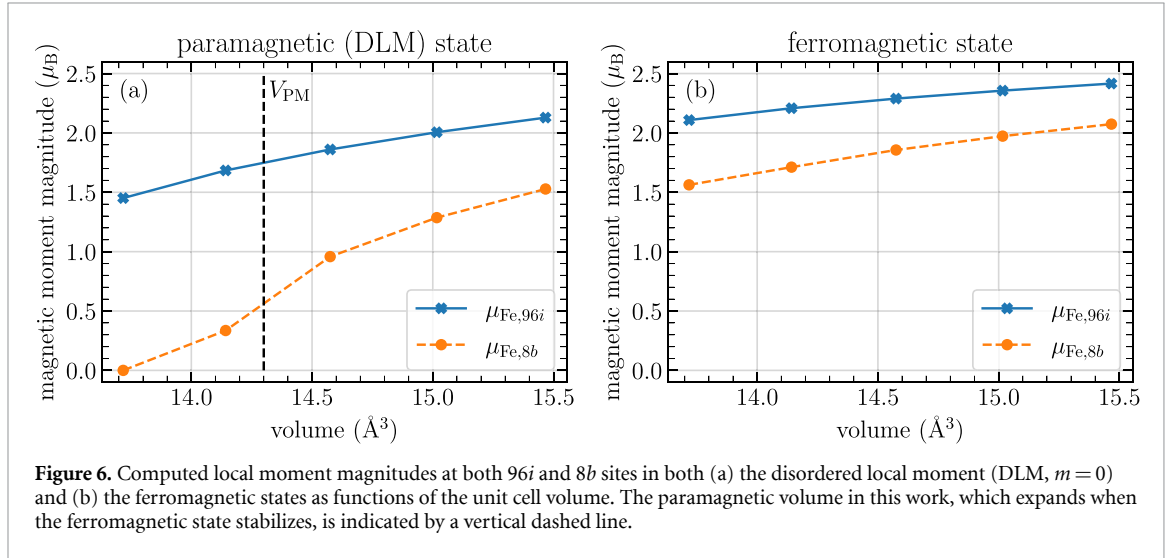 paramagnetic (DLM) state
ferromagnetic state
magnetic moment magnitude (μB)
2.5
2.0
1.5
1.0
0.5
0.0
(a)
VPM
μFe,96i
μFe,8b
14.0 14.5 15.0 15.5
volume (Å³)
magnetic moment magnitude (μB)
2.5
2.0
1.5
1.0
0.5
0.0
(b)
μFe,96i
μFe,8b
14.0 14.5 15.0 15.5
volume (Å³)
Figure 6. Computed local moment magnitudes at both 96i and 8b sites in both (a) the disordered local moment (DLM, m = 0)
and (b) the ferromagnetic states as functions of the unit cell volume. The paramagnetic volume in this work, which expands when
the ferromagnetic state stabilizes, is indicated by a vertical dashed line.